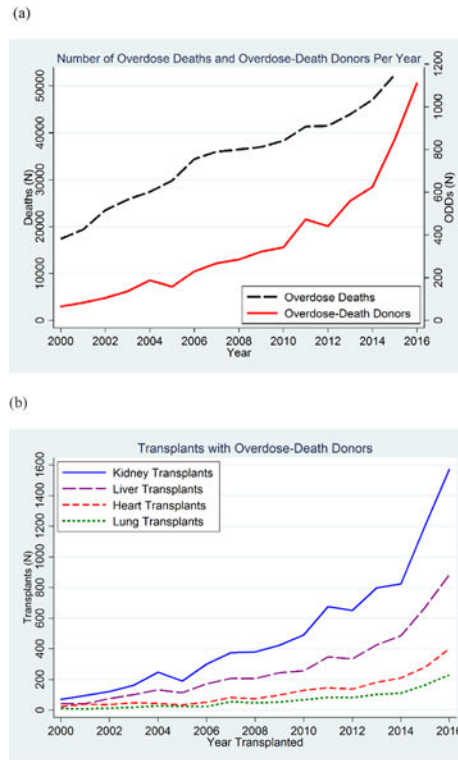 (a)
Number of Overdose Deaths and Overdose-Death Donors Per Year
Deaths (N)
50000
40000
30000
20000
10000
0
ODDs (N)
1200
1000
800
600
400
200
0
Overdose Deaths
Overdose-Death Donors
2000 2002 2004 2006 2008 2010 2012 2014 2016
Year
(b)
Transplants with Overdose-Death Donors
Transplants (N)
1600
1400
1200
1000
800
600
400
200
0
Kidney Transplants
Liver Transplants
Heart Transplants
Lung Transplants
2000 2002 2004 2006 2008 2010 2012 2014 2016
Year Transplanted